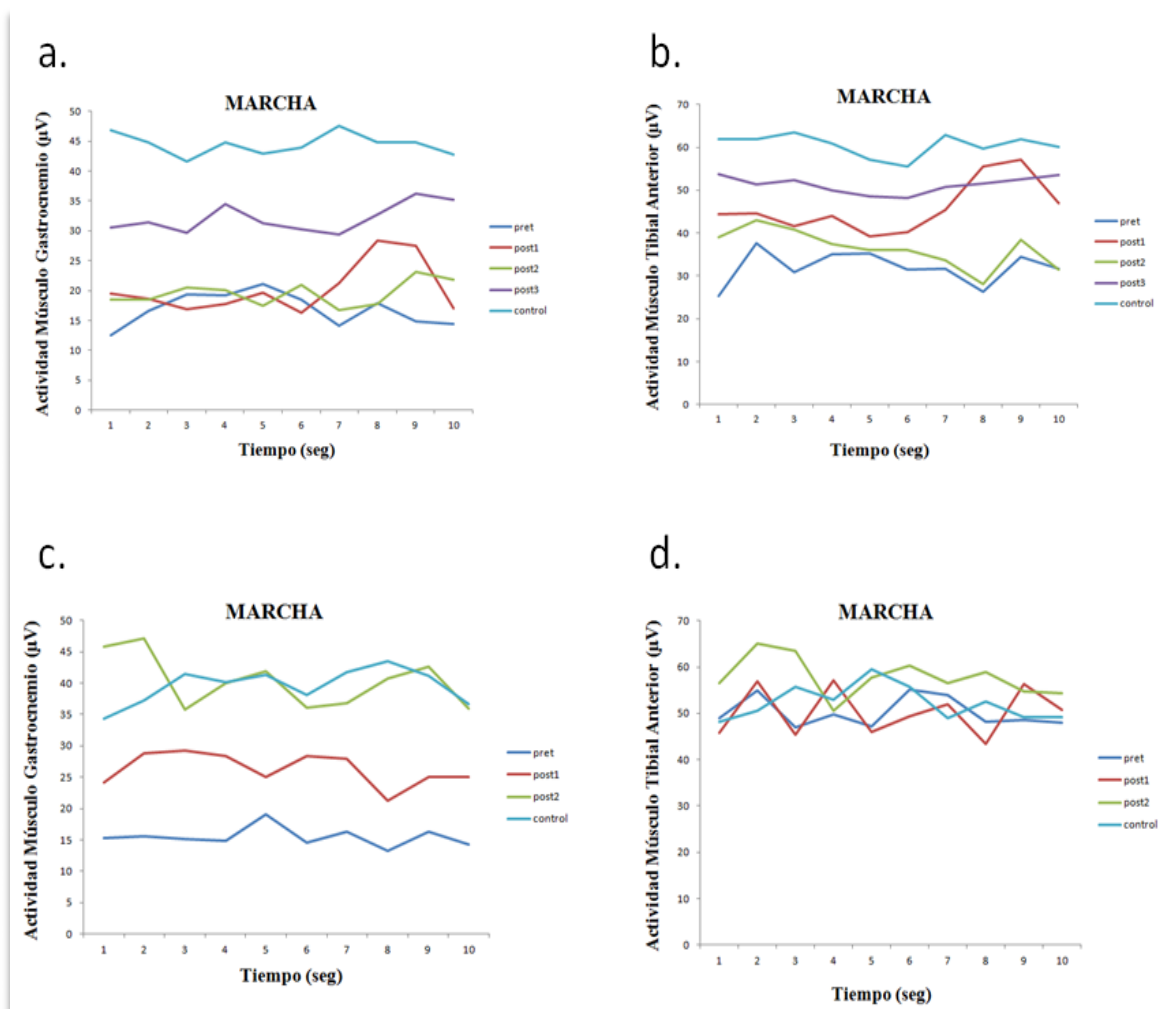 a.
MARCHA
Actividad Músculo Gastrocnemio (µV)
50
45
40
35
30
25
20
15
10
5
0
1 2 3 4 5 6 7 8 9 10
Tiempo (seg)
pret
post1
post2
post3
control
b.
MARCHA
Actividad Músculo Tibial Anterior (µV)
70
60
50
40
30
20
10
0
1 2 3 4 5 6 7 8 9 10
Tiempo (seg)
pret
post1
post2
post3
control
c.
MARCHA
Actividad Músculo Gastrocnemio (µV)
50
45
40
35
30
25
20
15
10
5
0
1 2 3 4 5 6 7 8 9 10
Tiempo (seg)
pret
post1
post2
control
d.
MARCHA
Actividad Músculo Tibial Anterior (µV)
70
60
50
40
30
20
10
0
1 2 3 4 5 6 7 8 9 10
Tiempo (seg)
pret
post1
post2
control